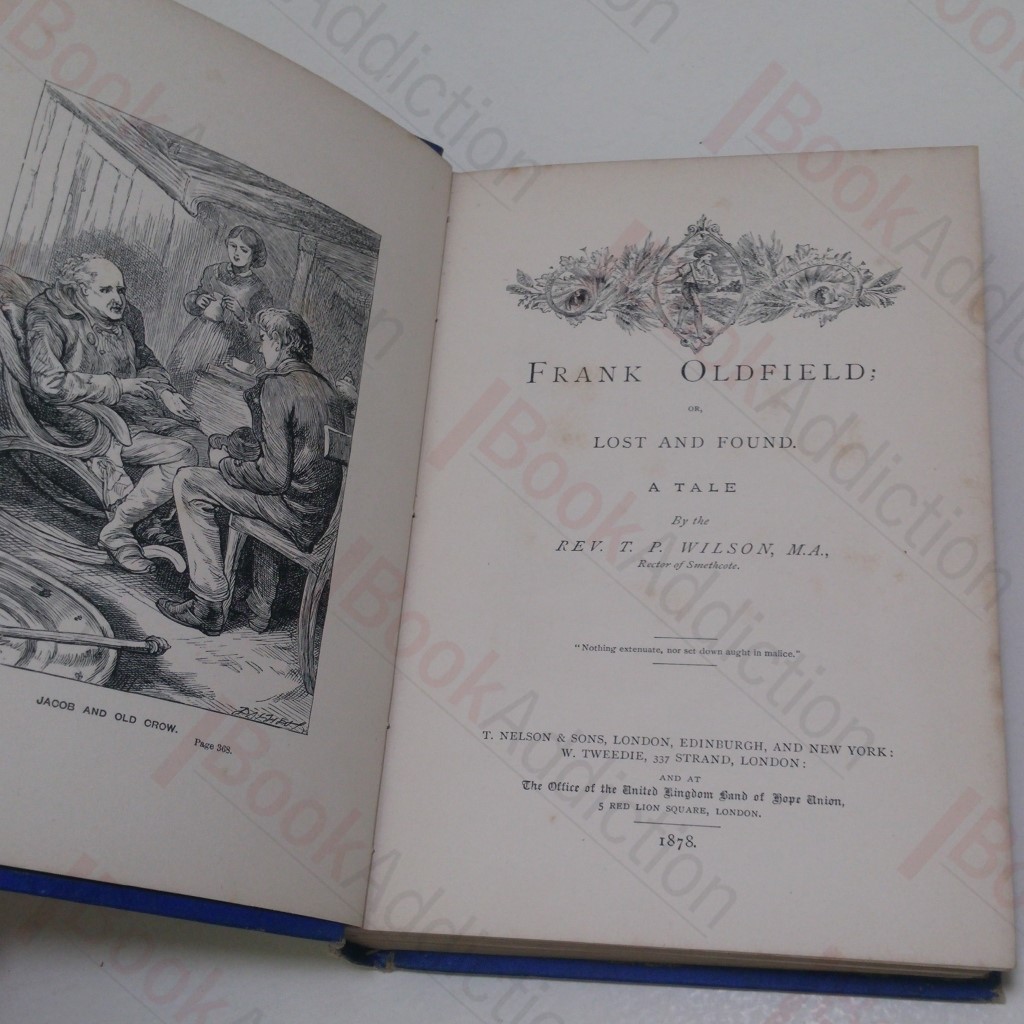 JACOB AND OLD CROW.
Page 368.
FRANK OLDFIELD;
OR,
LOST AND FOUND.
A TALE
By the
REV. T. P. WILSON, M.A.,
Rector of Smethcote.
"Nothing extenuate, nor set down aught in malice."
T. NELSON & SONS, LONDON, EDINBURGH, AND NEW YORK:
W. TWEEDIE, 337 STRAND, LONDON:
AND AT
The Office of the United Kingdom Band of Hope Union,
5 RED LION SQUARE, LONDON.
1878.
BookAddiction